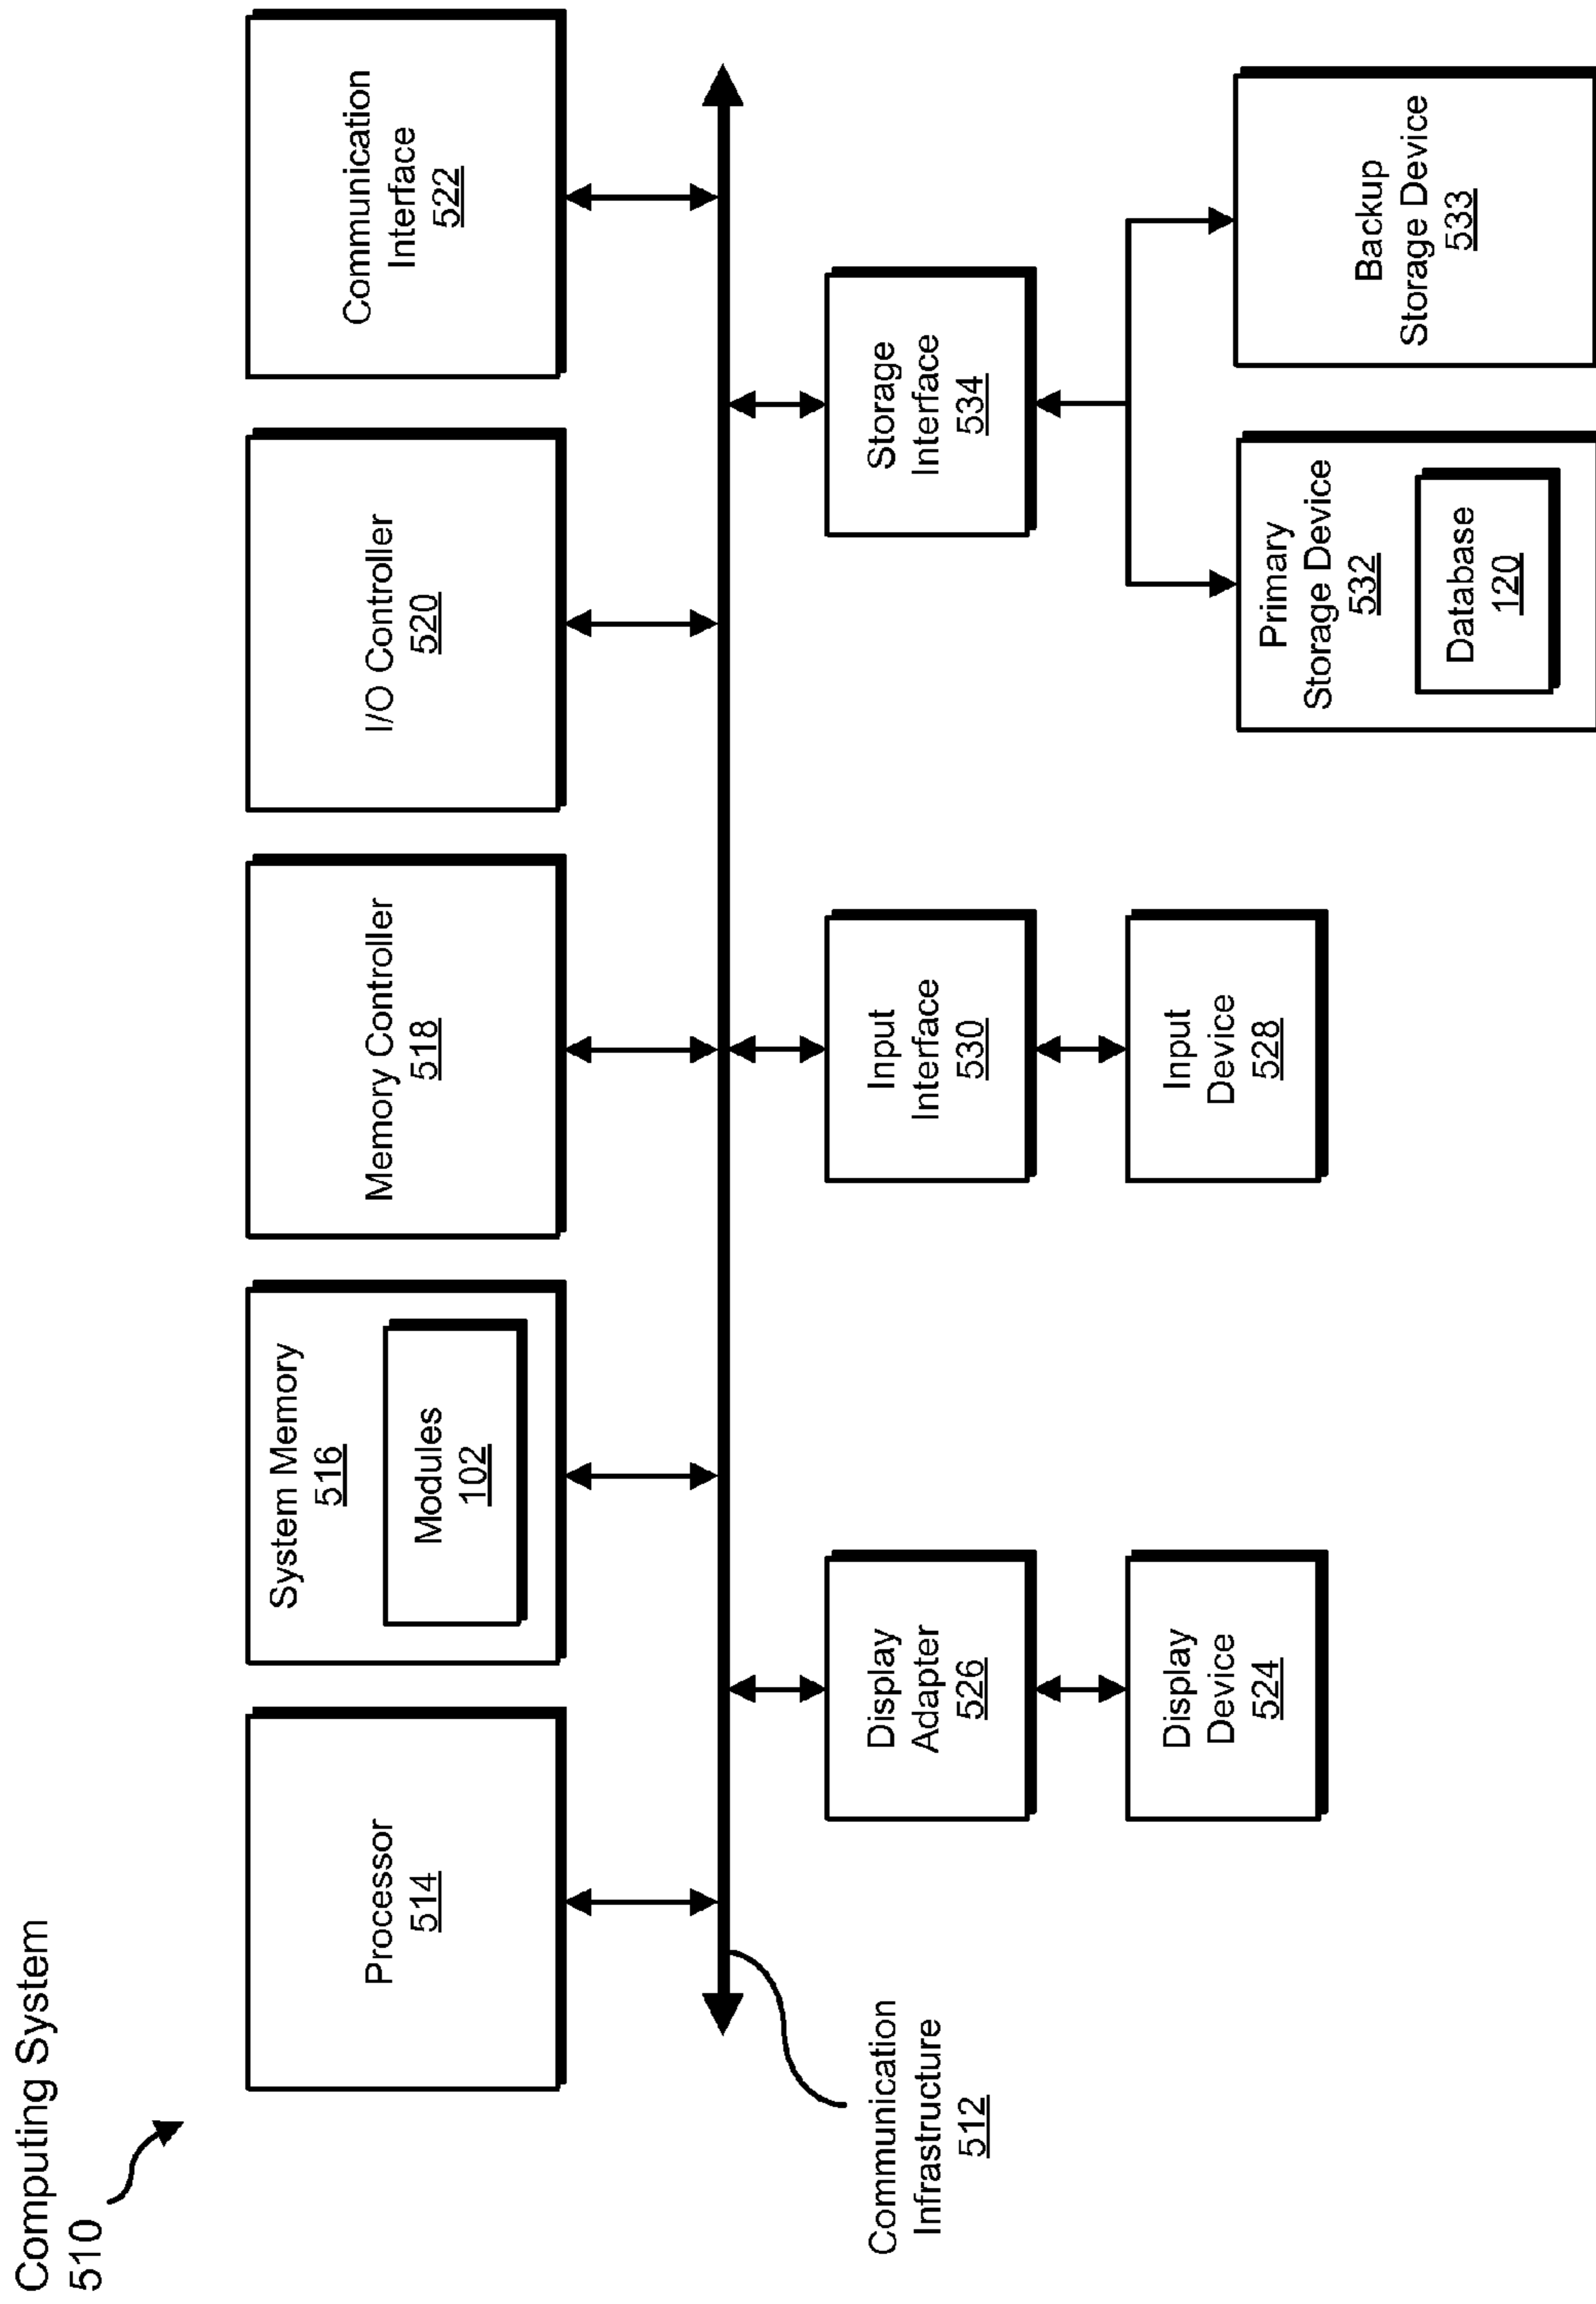 Computing System
510
Processor
514
System Memory
516
Modules
102
Memory Controller
518
I/O Controller
520
Communication
Interface
522
Communication
Infrastructure
512
Display
Adapter
526
Display
Device
524
Input
Interface
530
Input
Device
528
Storage
Interface
534
Primary
Storage Device
532
Database
120
Backup
Storage Device
533